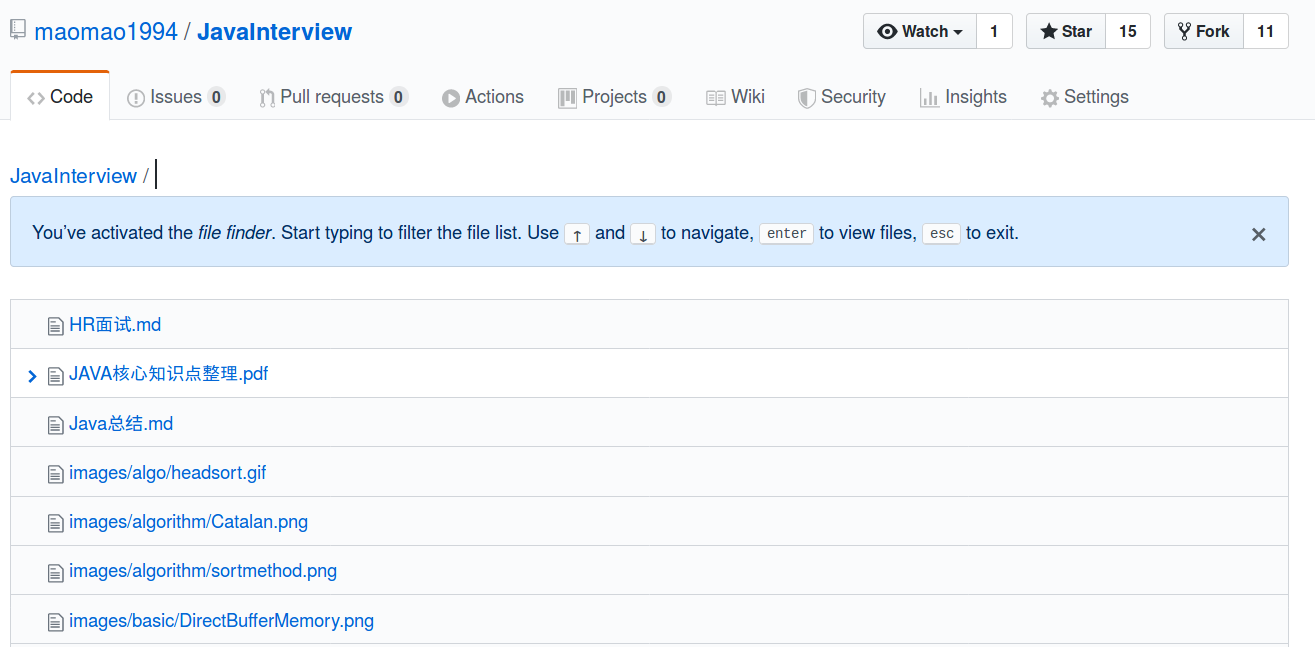 maomao1994 / JavaInterview
Watch 1 Star 15 Fork 11
Code Issues 0 Pull requests 0 Actions Projects 0 Wiki Security Insights Settings
JavaInterview /
You’ve activated the file finder. Start typing to filter the file list. Use ↑ and ↓ to navigate, enter to view files, esc to exit.
HR面试.md
JAVA核心知识点整理.pdf
Java总结.md
images/algo/headsort.gif
images/algorithm/Catalan.png
images/algorithm/sortmethod.png
images/basic/DirectBufferMemory.png